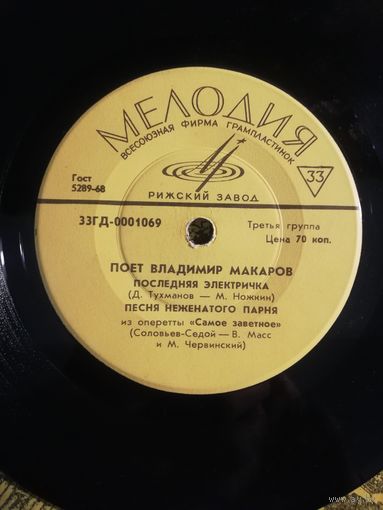 МЕЛОДИЯ
ВСЕСОЮЗНАЯ ФИРМА ГРАМПЛАСТИНОК
Гост
5289-68
33
РИЖСКИЙ ЗАВОД
33ГД-0001069
Третья группа
Цена 70 коп.
ПОЕТ ВЛАДИМИР МАКАРОВ
ПОСЛЕДНЯЯ ЭЛЕКТРИЧКА
(Д. Тухманов — М. Ножкин)
ПЕСНЯ НЕЖЕНАТОГО ПАРНЯ
из оперетты «Самое заветное»
(Соловьев-Седой — В. Масс
и М. Червинский)